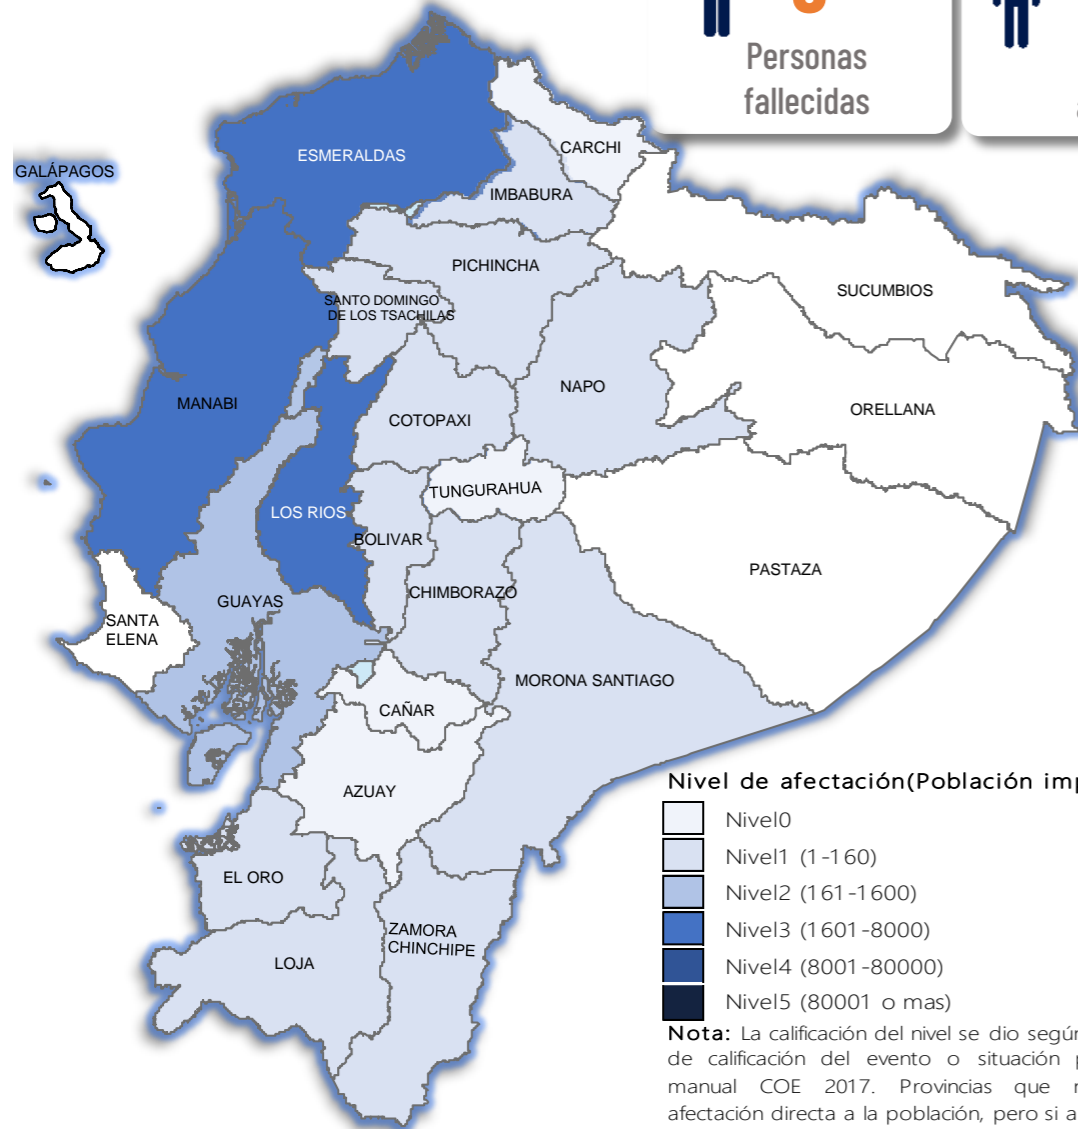 Personas
fallecidas
CARCHI
ESMERALDAS
GALÁPAGOS
IMBABURA
PICHINCHA
SUCUMBIOS
SANTO DOMINGO
DE LOS TSACHILAS
NAPO
MANABI
ORELLANA
COTOPAXI
TUNGURAHUA
LOS RIOS
BOLIVAR
PASTAZA
CHIMBORAZO
GUAYAS
SANTA
ELENA
MORONA SANTIAGO
CAÑAR
AZUAY
EL ORO
ZAMORA
CHINCHIPE
LOJA
Nivel de afectación(Población imp
Nivel0
Nivel1 (1-160)
Nivel2 (161-1600)
Nivel3 (1601-8000)
Nivel4 (8001-80000)
Nivel5 (80001 o mas)
Nota: La calificación del nivel se dio según
de calificación del evento o situación p
manual COE 2017. Provincias que
afectación directa a la población, pero si a